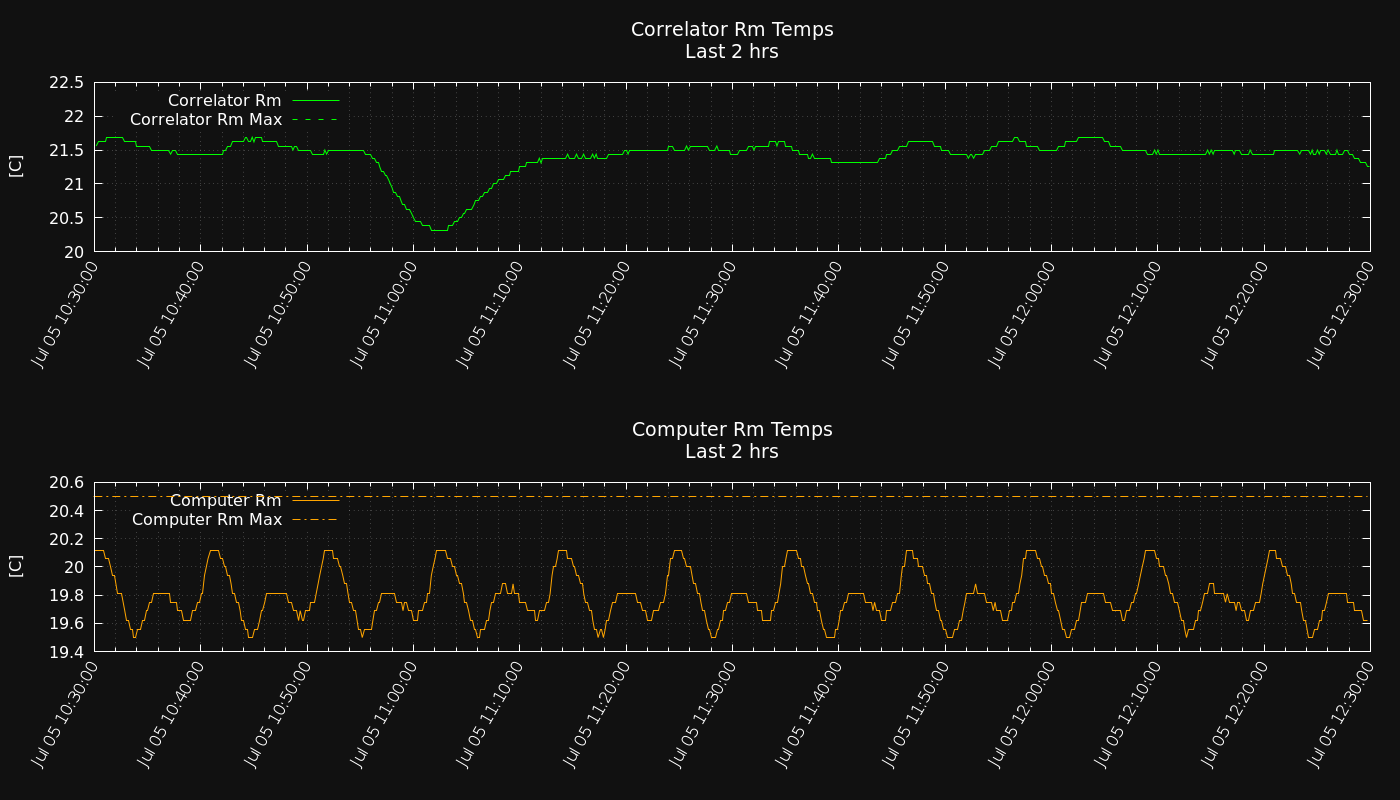 Correlator Rm Temps
Last 2 hrs
22.5
22
21.5
21
20.5
20
[C]
Correlator Rm
Correlator Rm Max
Jul 05 10:30:00
Jul 05 10:40:00
Jul 05 10:50:00
Jul 05 11:00:00
Jul 05 11:10:00
Jul 05 11:20:00
Jul 05 11:30:00
Jul 05 11:40:00
Jul 05 11:50:00
Jul 05 12:00:00
Jul 05 12:10:00
Jul 05 12:20:00
Jul 05 12:30:00
Computer Rm Temps
Last 2 hrs
20.6
20.4
20.2
20
19.8
19.6
19.4
[C]
Computer Rm
Computer Rm Max
Jul 05 10:30:00
Jul 05 10:40:00
Jul 05 10:50:00
Jul 05 11:00:00
Jul 05 11:10:00
Jul 05 11:20:00
Jul 05 11:30:00
Jul 05 11:40:00
Jul 05 11:50:00
Jul 05 12:00:00
Jul 05 12:10:00
Jul 05 12:20:00
Jul 05 12:30:00